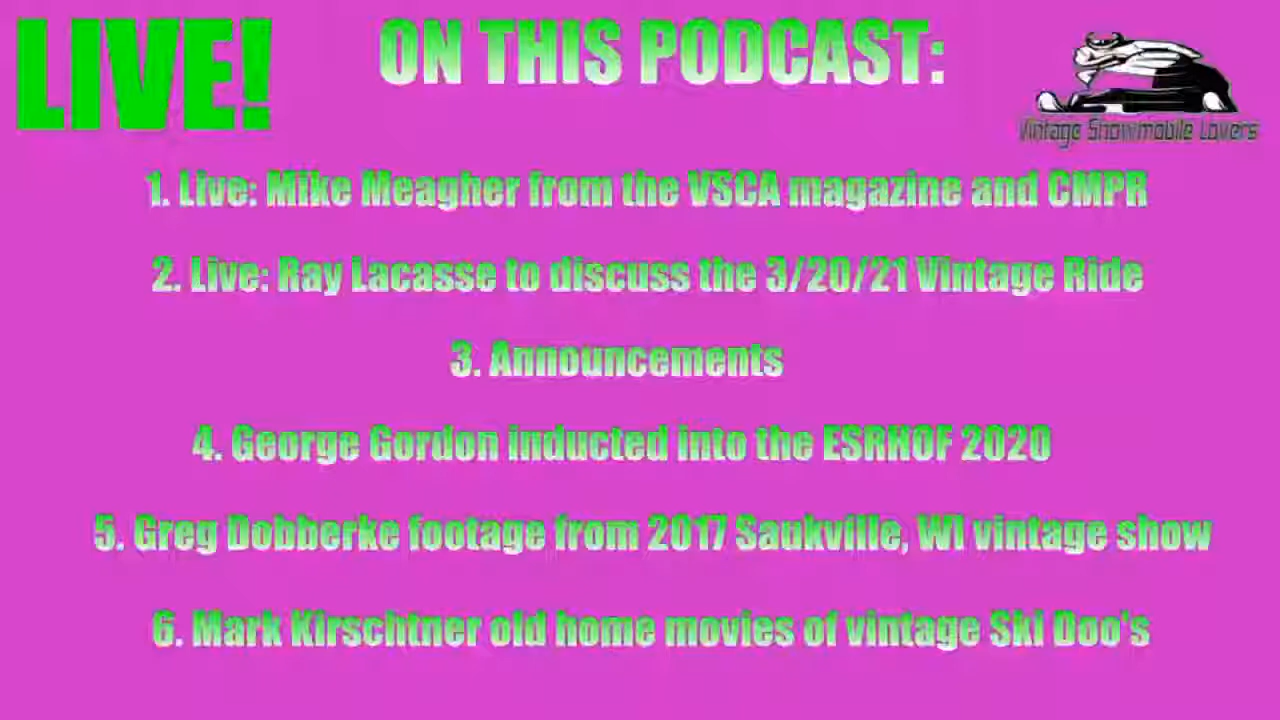 LIVE!
ON THIS PODCAST:
Vintage Snowmobile Lovers
1. Live: Mike Meagher from the VSCA magazine and CMPR
2. Live: Ray Lacasse to discuss the 3/20/21 Vintage Ride
3. Announcements
4. George Gordon inducted into the ESRHOF 2020
5. Greg Dobberke footage from 2017 Saukville, WI vintage show
6. Mark Kirschtner old home movies of vintage Ski Doo's